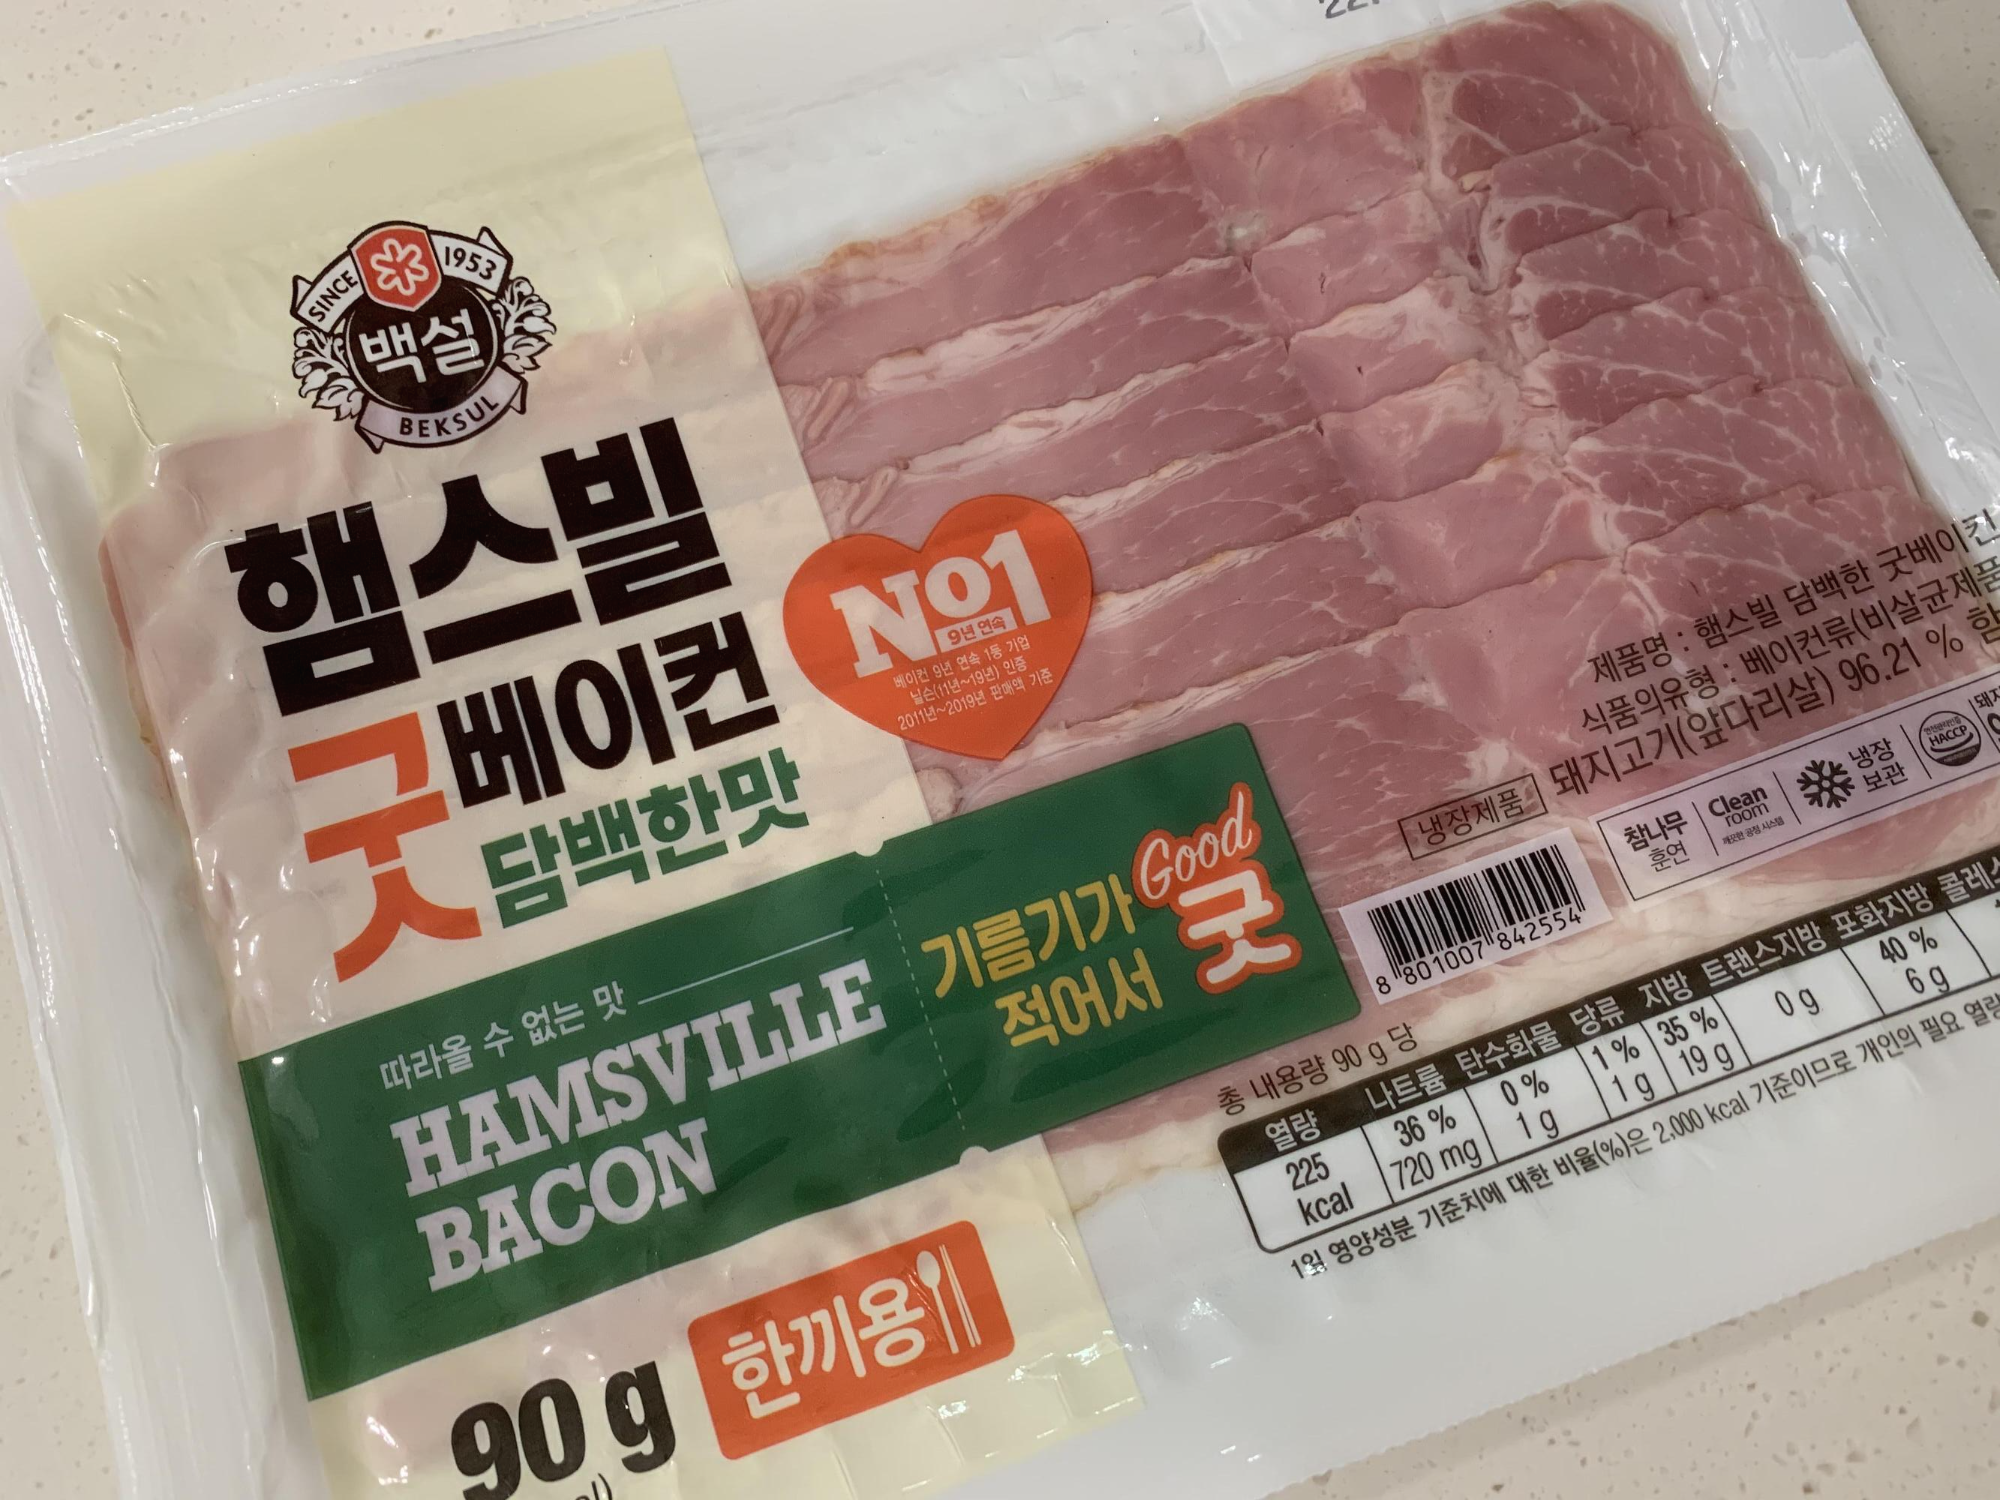 SINCE 1953
백설
BEKSUL
햄스빌
굿베이컨
담백한맛
No1
9년 연속
베이컨 9년 연속 1등 기업
닐슨(11년~19년) 인증
2011년~2019년 판매액 기준
따라올 수 없는 맛
HAMSVILLE
BACON
기름기가
적어서
Good
굿
90 g
한끼용
제품명 : 햄스빌 담백한 굿베이컨
식품의유형 : 베이컨류(비살균제품
돼지고기(앞다리살) 96.21 %
냉장제품
참나무
훈연
Clean
room
깨끗한 공장 시스템
냉장
보관
HACCP
8 801007 842554
총 내용량 90 g 당
열량 나트륨 탄수화물 당류 지방 트랜스지방 포화지방
225 kcal
36 % 720 mg
0 % 1 g
1 % 1 g
35 % 19 g
0 g
40 % 6 g
1일 영양성분 기준치에 대한 비율(%)은 2,000 kcal 기준이므로 개인의 필요